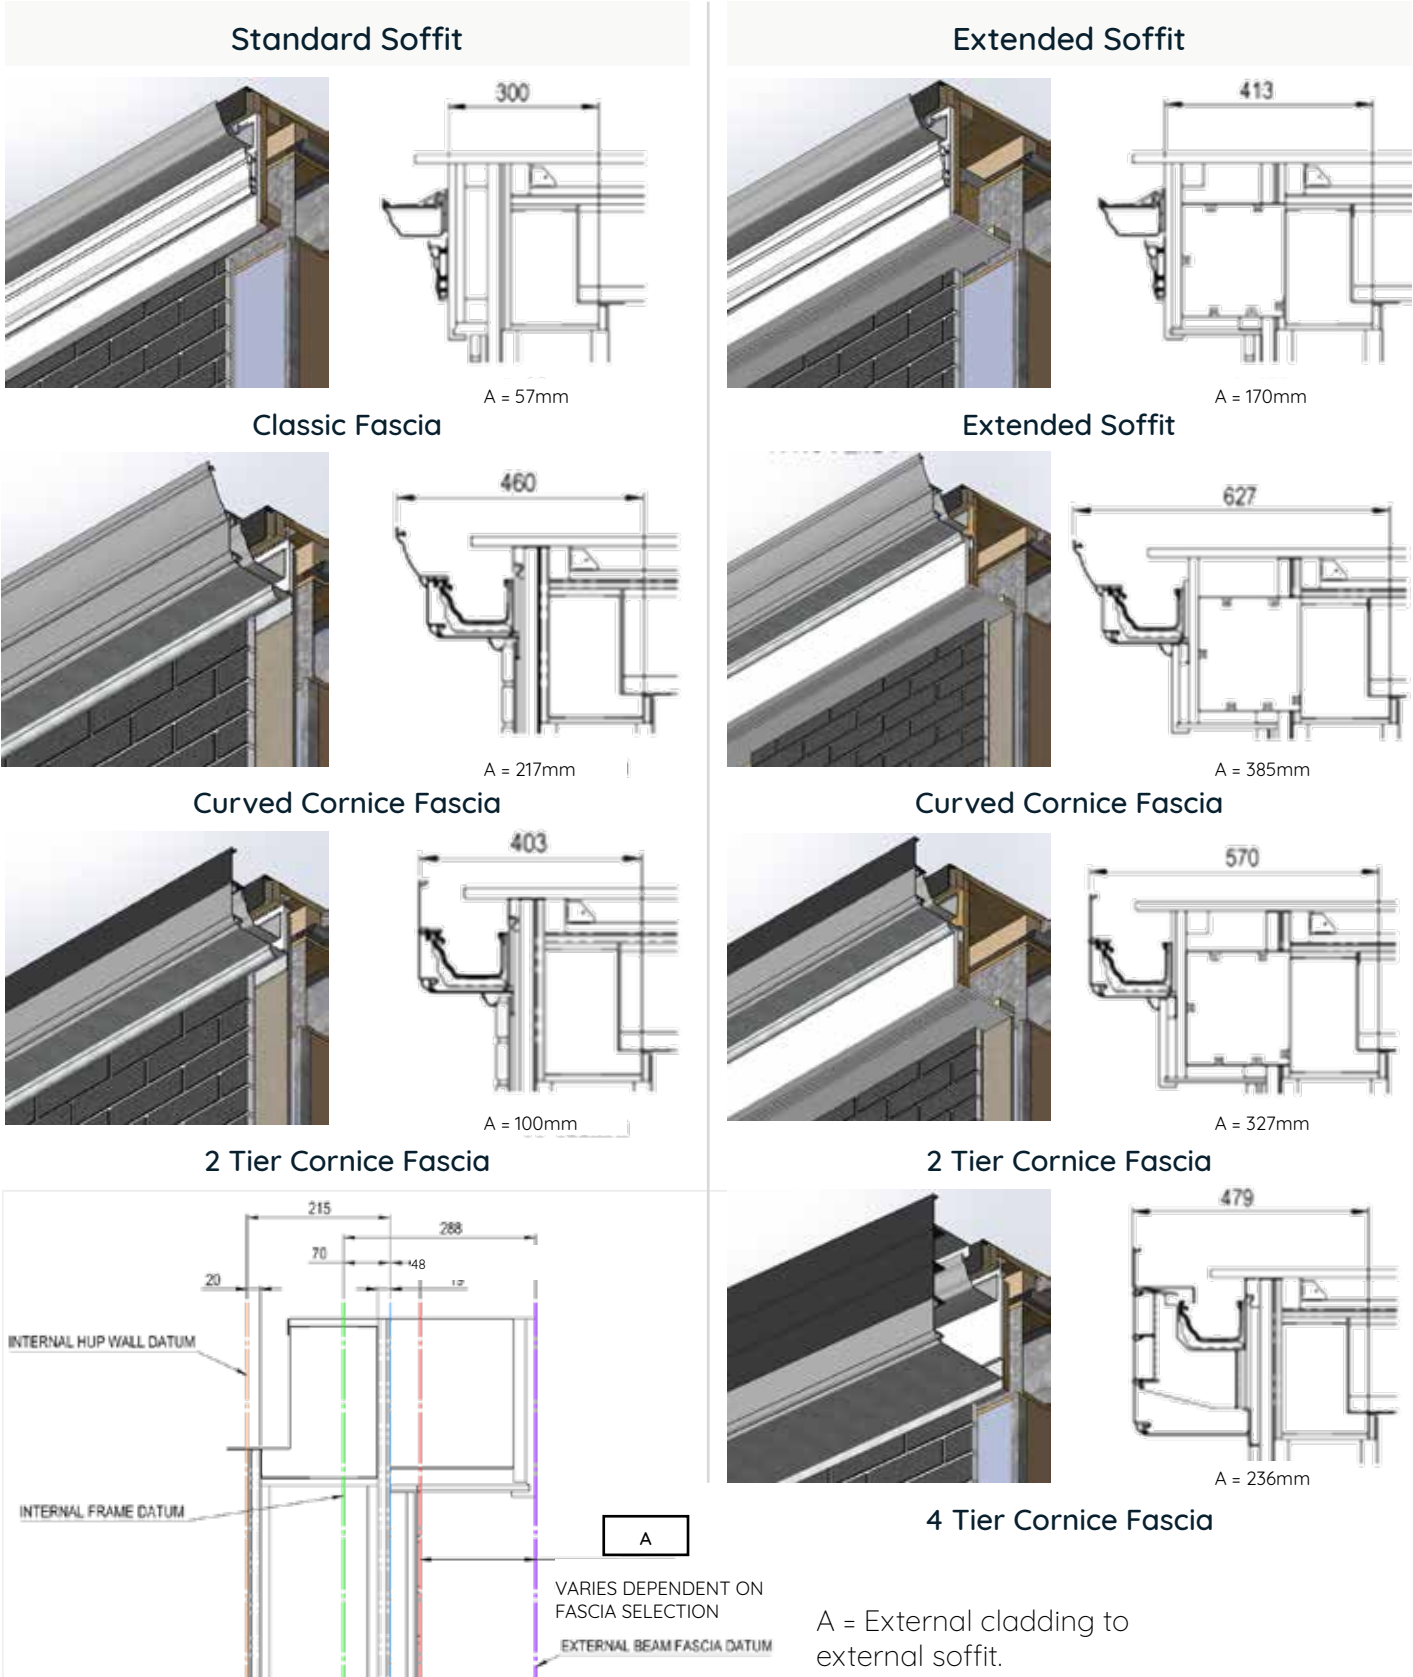 Standard Soffit
300
A = 57mm
Classic Fascia
460
A = 217mm
Curved Cornice Fascia
403
A = 100mm
2 Tier Cornice Fascia
Extended Soffit
413
A = 170mm
Extended Soffit
627
A = 385mm
Curved Cornice Fascia
570
A = 327mm
2 Tier Cornice Fascia
479
A = 236mm
4 Tier Cornice Fascia
215
288
70
48
20
INTERNAL HUP WALL DATUM
INTERNAL FRAME DATUM
A
VARIES DEPENDENT ON
FASCIA SELECTION
EXTERNAL BEAM FASCIA DATUM
A = External cladding to
external soffit.